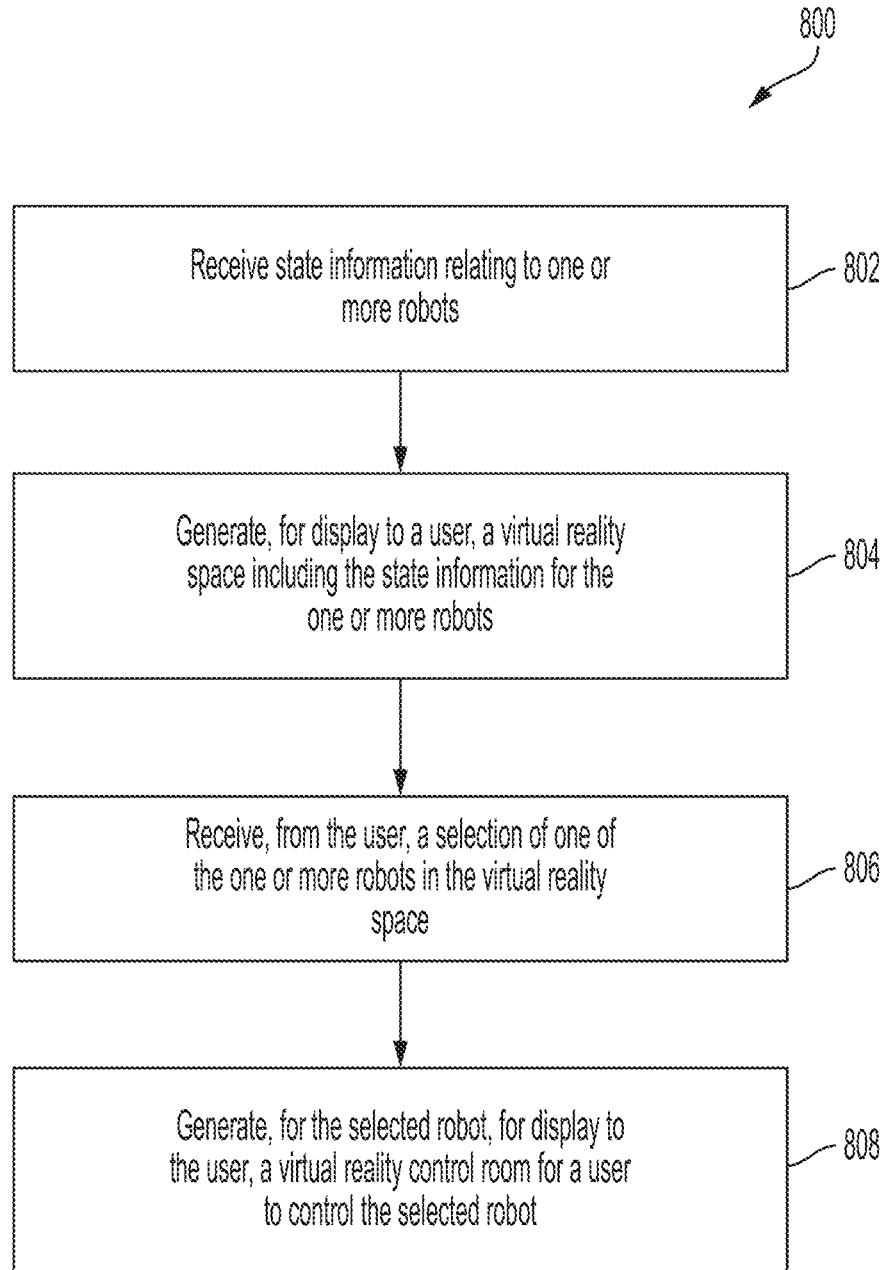 800
Receive state information relating to one or
more robots
802
Generate, for display to a user, a virtual reality
space including the state information for the
one or more robots
804
Receive, from the user, a selection of one of
the one or more robots in the virtual reality
space
806
Generate, for the selected robot, for display to
the user, a virtual reality control room for a user
to control the selected robot
808